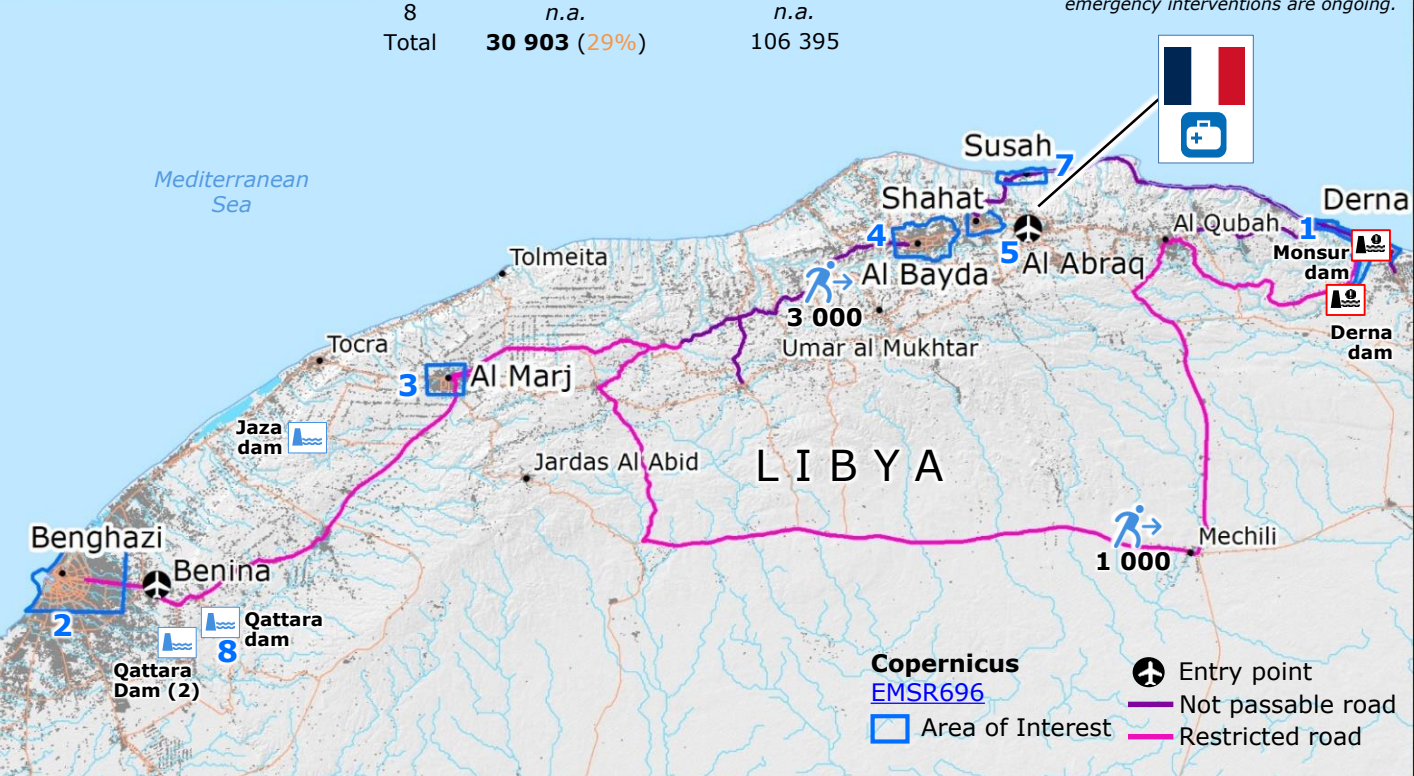 8 n.a. n.a.
emergency interventions are ongoing.
Total 30 903 (29%) 106 395
Mediterranean
Sea
Susah
7
Shahat
Derna
4
5
Al Qubah
1
Monsur
dam
Tolmeita
Al Bayda
Al Abraq
3 000
Derna
dam
Tocra
Umar al Mukhtar
3
Al Marj
Jaza
dam
Jardas Al Abid
LIBYA
Benghazi
Mechili
1 000
Benina
2
Qattara
dam
8
Qattara
Dam (2)
Copernicus
EMSR696
Area of Interest
Entry point
Not passable road
Restricted road